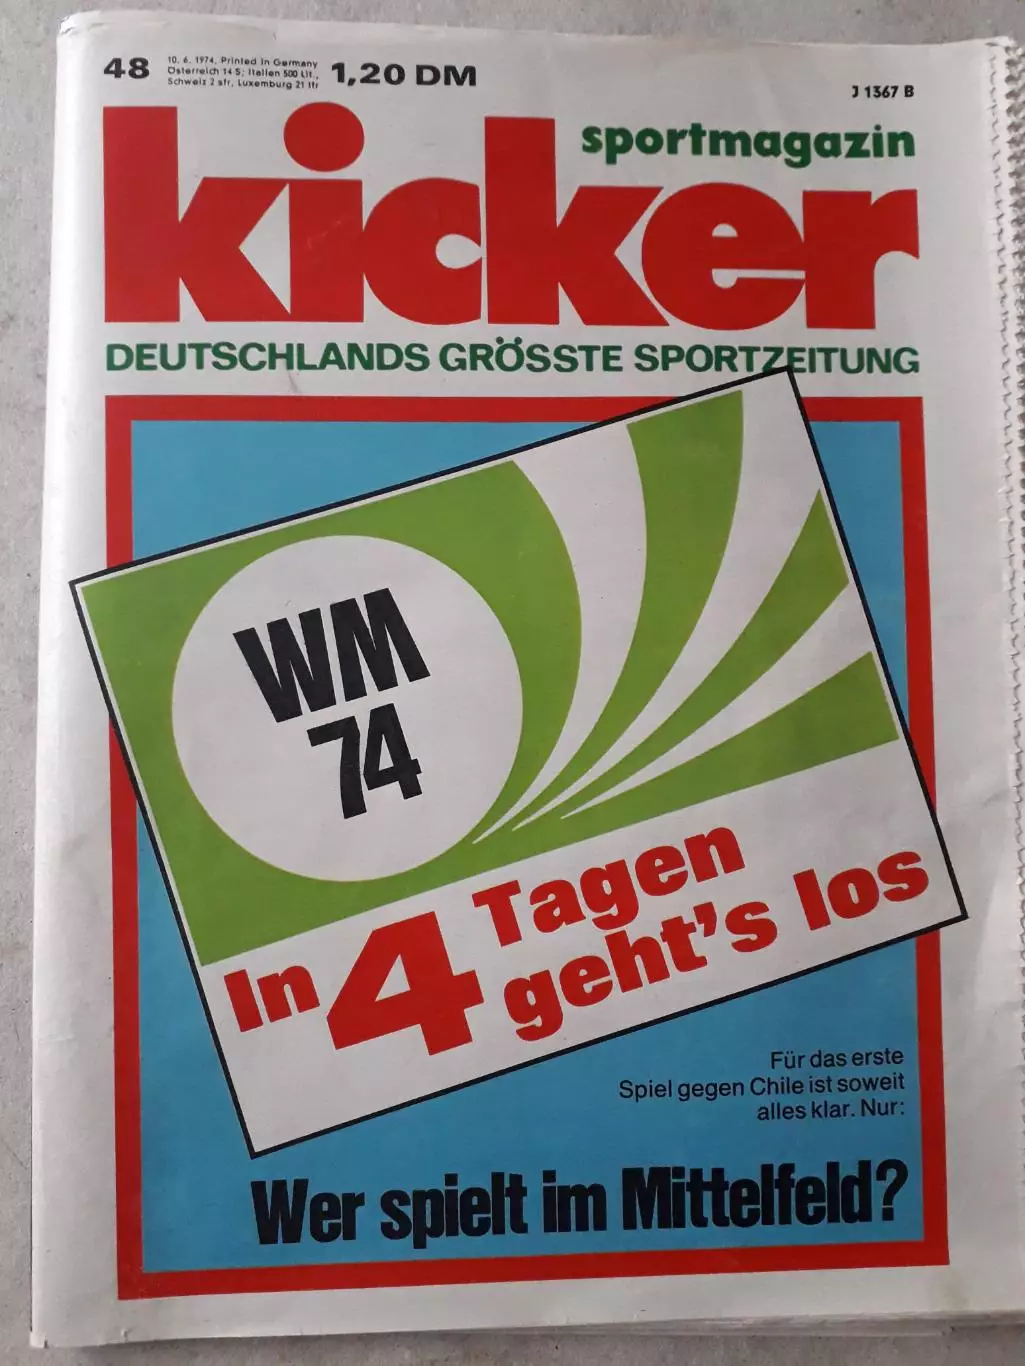 48
10. 6. 1974, Printed in Germany
Österreich 14 S; Italien 500 Lit.,
Schweiz 2 sfr, Luxemburg 21 lfr
1,20 DM
J 1367 B
sportmagazin
kicker
DEUTSCHLANDS GRÖSSTE SPORTZEITUNG
WM
74
In 4 Tagen
geht's los
Für das erste
Spiel gegen Chile ist soweit
alles klar. Nur:
Wer spielt im Mittelfeld?